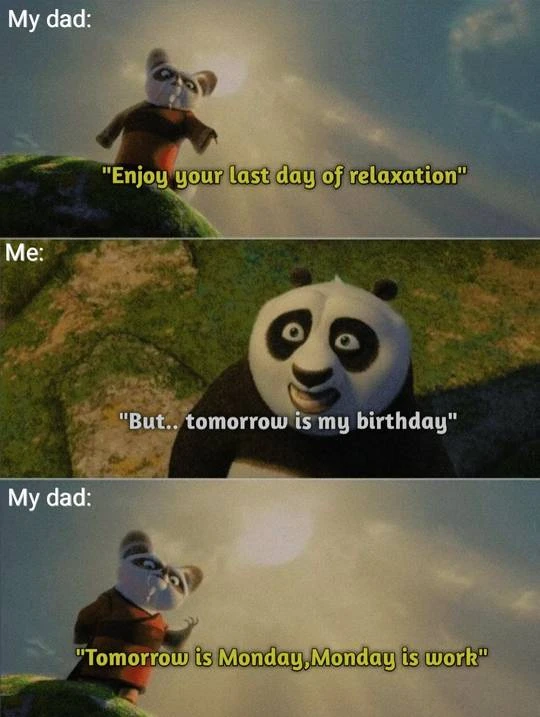 My dad:
"Enjoy your last day of relaxation"
Me:
"But.. tomorrow is my birthday"
My dad:
"Tomorrow is Monday,Monday is work"